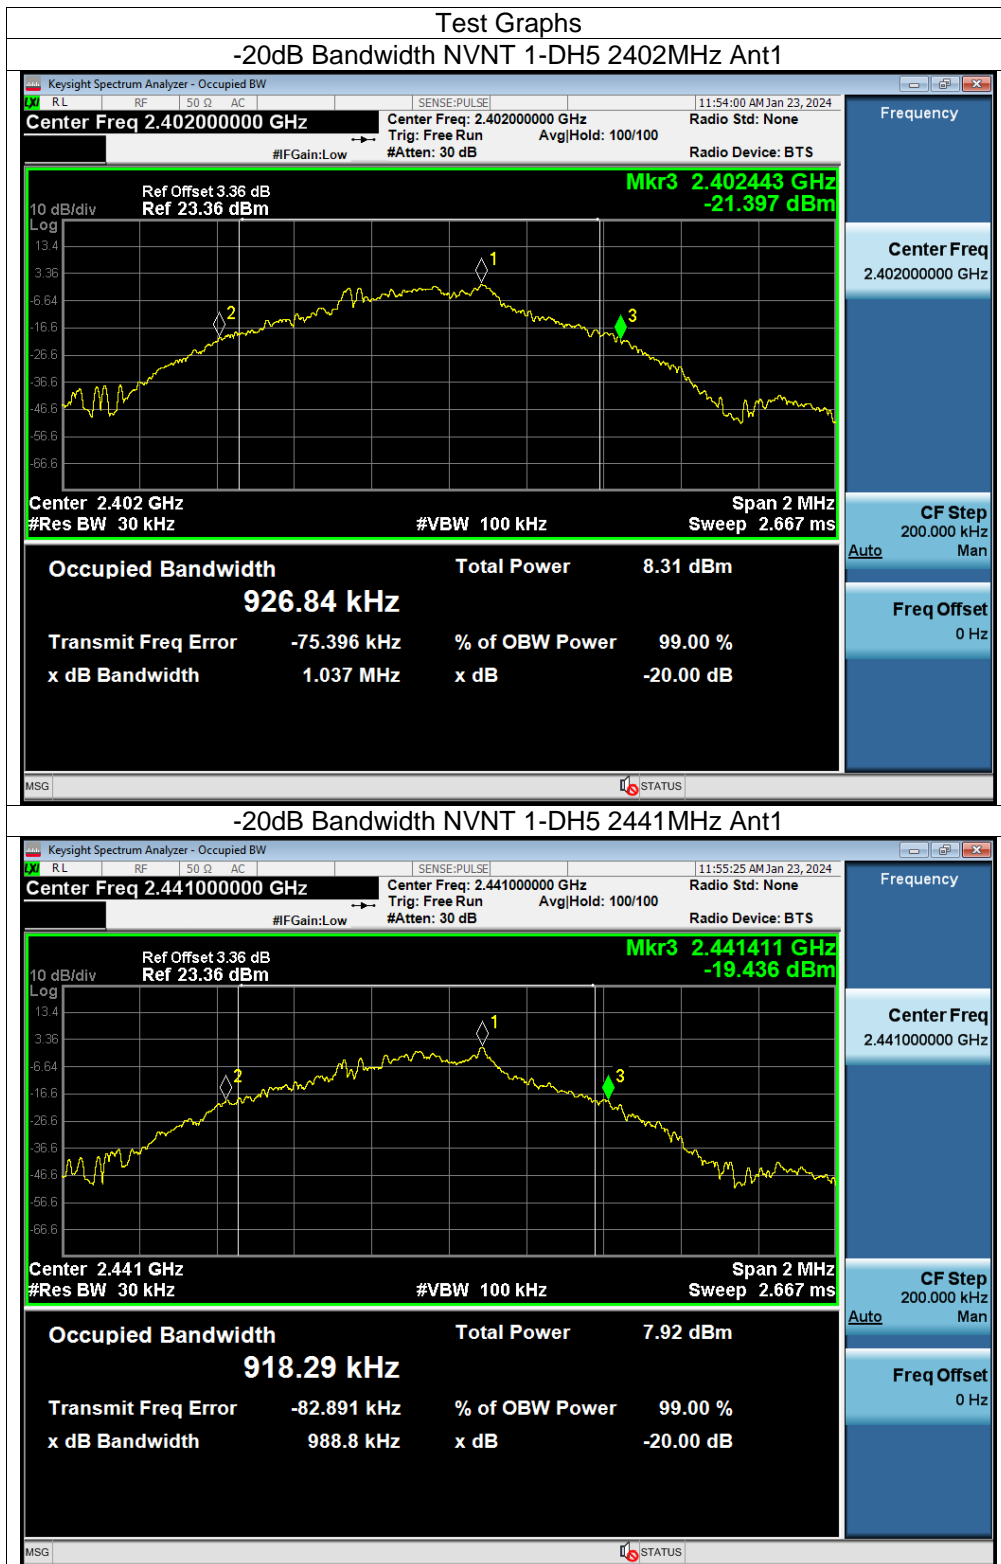 Test Graphs
-20dB Bandwidth NVNT 1-DH5 2402MHz Ant1
Keysight Spectrum Analyzer - Occupied BW
LXI RL RF 50 Ω AC SENSE:PULSE 11:54:00 AM Jan 23, 2024
Center Freq 2.402000000 GHz Center Freq: 2.402000000 GHz Radio Std: None Frequency
Trig: Free Run Avg|Hold: 100/100
#IFGain:Low #Atten: 30 dB Radio Device: BTS
Mkr3 2.402443 GHz
Ref Offset 3.36 dB
10 dB/div Ref 23.36 dBm -21.397 dBm
Log
13.4
3.36
-6.64
-16.6
-26.6
-36.6
-46.6
-56.6
-66.6
1
2
3
Center Freq
2.402000000 GHz
Center 2.402 GHz Span 2 MHz
#Res BW 30 kHz #VBW 100 kHz Sweep 2.667 ms
CF Step
200.000 kHz
Auto Man
Occupied Bandwidth Total Power 8.31 dBm
926.84 kHz
Transmit Freq Error -75.396 kHz % of OBW Power 99.00 %
x dB Bandwidth 1.037 MHz x dB -20.00 dB
Freq Offset
0 Hz
MSG STATUS
-20dB Bandwidth NVNT 1-DH5 2441MHz Ant1
Keysight Spectrum Analyzer - Occupied BW
LXI RL RF 50 Ω AC SENSE:PULSE 11:55:25 AM Jan 23, 2024
Center Freq 2.441000000 GHz Center Freq: 2.441000000 GHz Radio Std: None Frequency
Trig: Free Run Avg|Hold: 100/100
#IFGain:Low #Atten: 30 dB Radio Device: BTS
Mkr3 2.441411 GHz
Ref Offset 3.36 dB
10 dB/div Ref 23.36 dBm -19.436 dBm
Log
13.4
3.36
-6.64
-16.6
-26.6
-36.6
-46.6
-56.6
-66.6
1
2
3
Center Freq
2.441000000 GHz
Center 2.441 GHz Span 2 MHz
#Res BW 30 kHz #VBW 100 kHz Sweep 2.667 ms
CF Step
200.000 kHz
Auto Man
Occupied Bandwidth Total Power 7.92 dBm
918.29 kHz
Transmit Freq Error -82.891 kHz % of OBW Power 99.00 %
x dB Bandwidth 988.8 kHz x dB -20.00 dB
Freq Offset
0 Hz
MSG STATUS